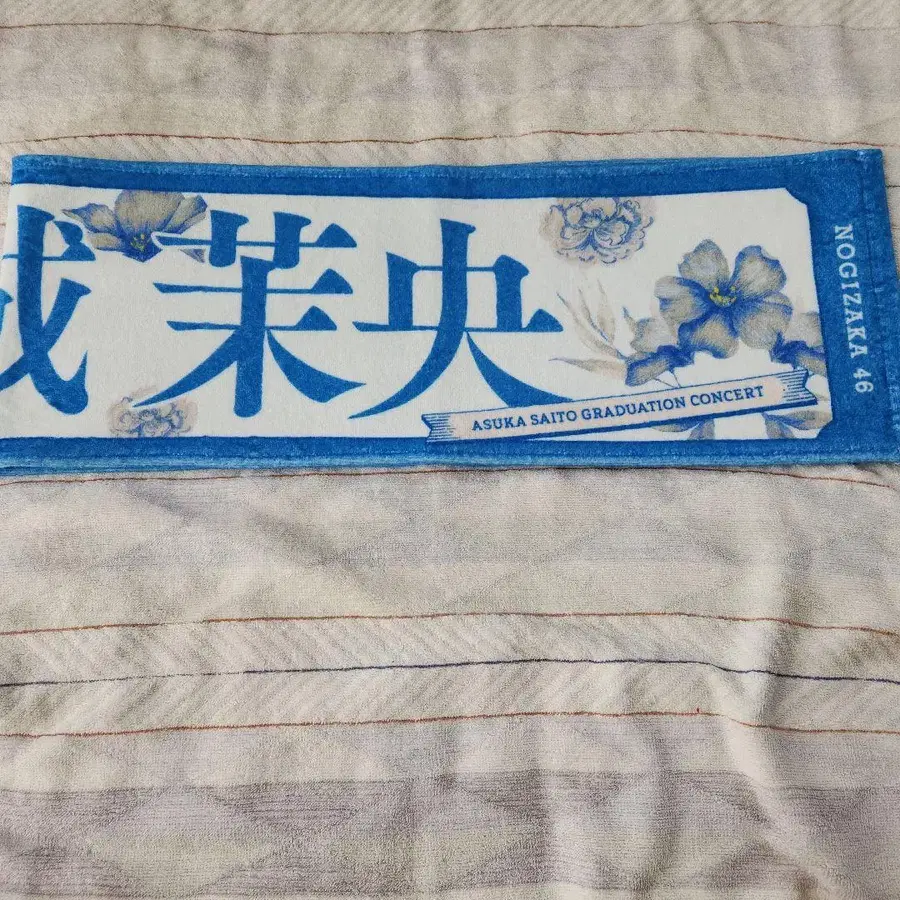 茉央
ASUKA SAITO GRADUATION CONCERT
NOGIZAKA 46